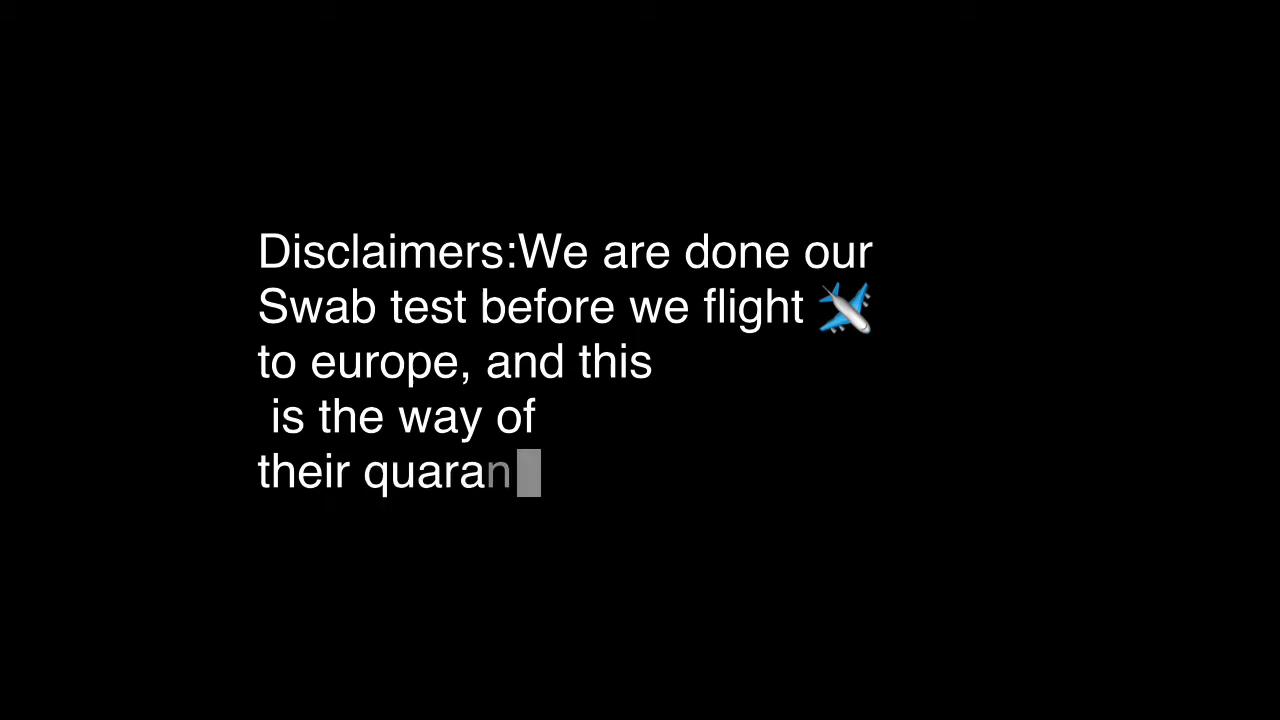 Disclaimers:We are done our
Swab test before we flight ✈️
to europe, and this
is the way of
their quaran